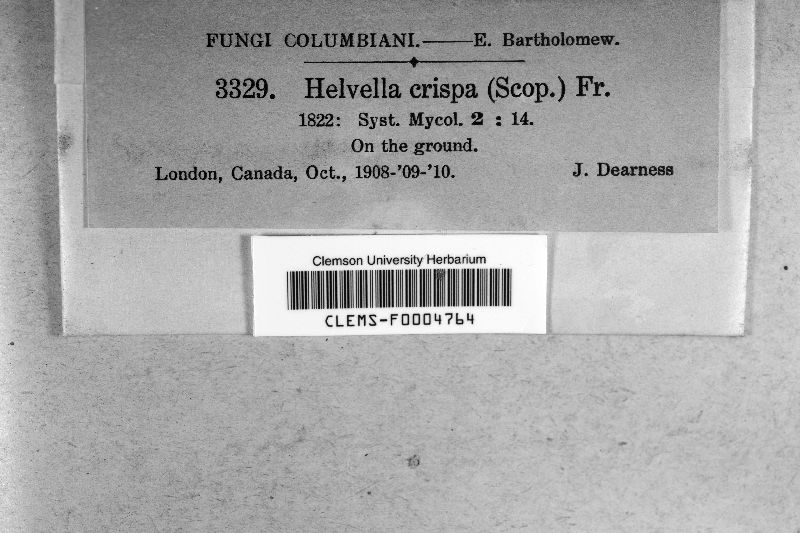 FUNGI COLUMBIANI.——E. Bartholomew.
3329. Helvella crispa (Scop.) Fr.
1822: Syst. Mycol. 2 : 14.
On the ground.
London, Canada, Oct., 1908-'09-'10. J. Dearness
Clemson University Herbarium
CLEMS-F0004764